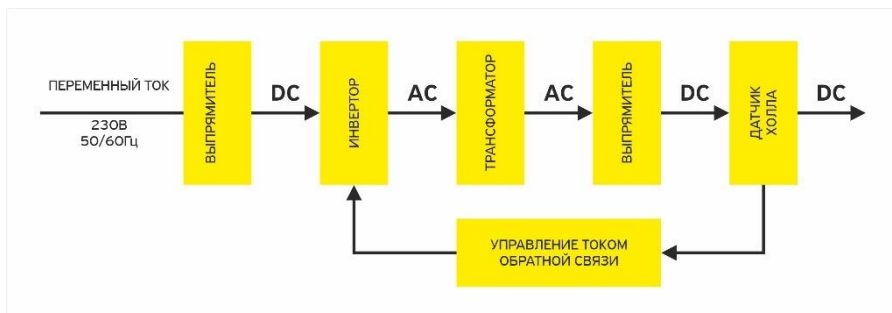 ПЕРЕМЕННЫЙ ТОК
230В
50/60Гц
ВЫПРЯМИТЕЛЬ
DC
ИНВЕРТОР
AC
ТРАНСФОРМАТОР
AC
ВЫПРЯМИТЕЛЬ
DC
ДАТЧИК
ХОЛЛА
DC
УПРАВЛЕНИЕ ТОКОМ
ОБРАТНОЙ СВЯЗИ